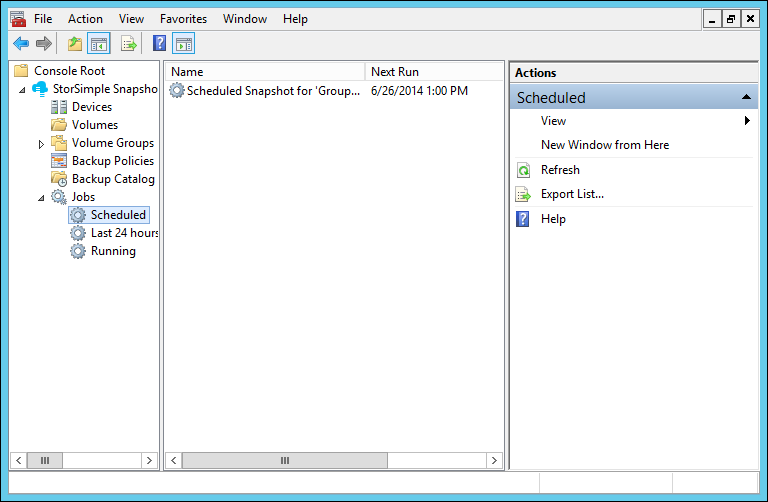 File Action View Favorites Window Help
Console Root
StorSimple Snapsho
Devices
Volumes
Volume Groups
Backup Policies
Backup Catalog
Jobs
Scheduled
Last 24 hours
Running
Name Next Run
Scheduled Snapshot for 'Group... 6/26/2014 1:00 PM
Actions
Scheduled
View
New Window from Here
Refresh
Export List...
Help